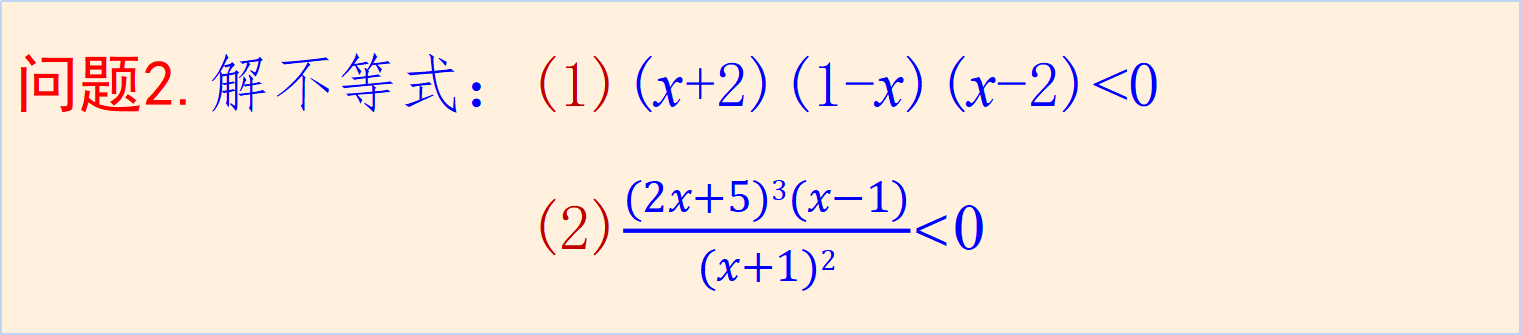 问题2.解不等式：(1)(x+2)(1-x)(x-2)<0
(2)\frac{(2x+5)^3(x-1)}{(x+1)^2}<0